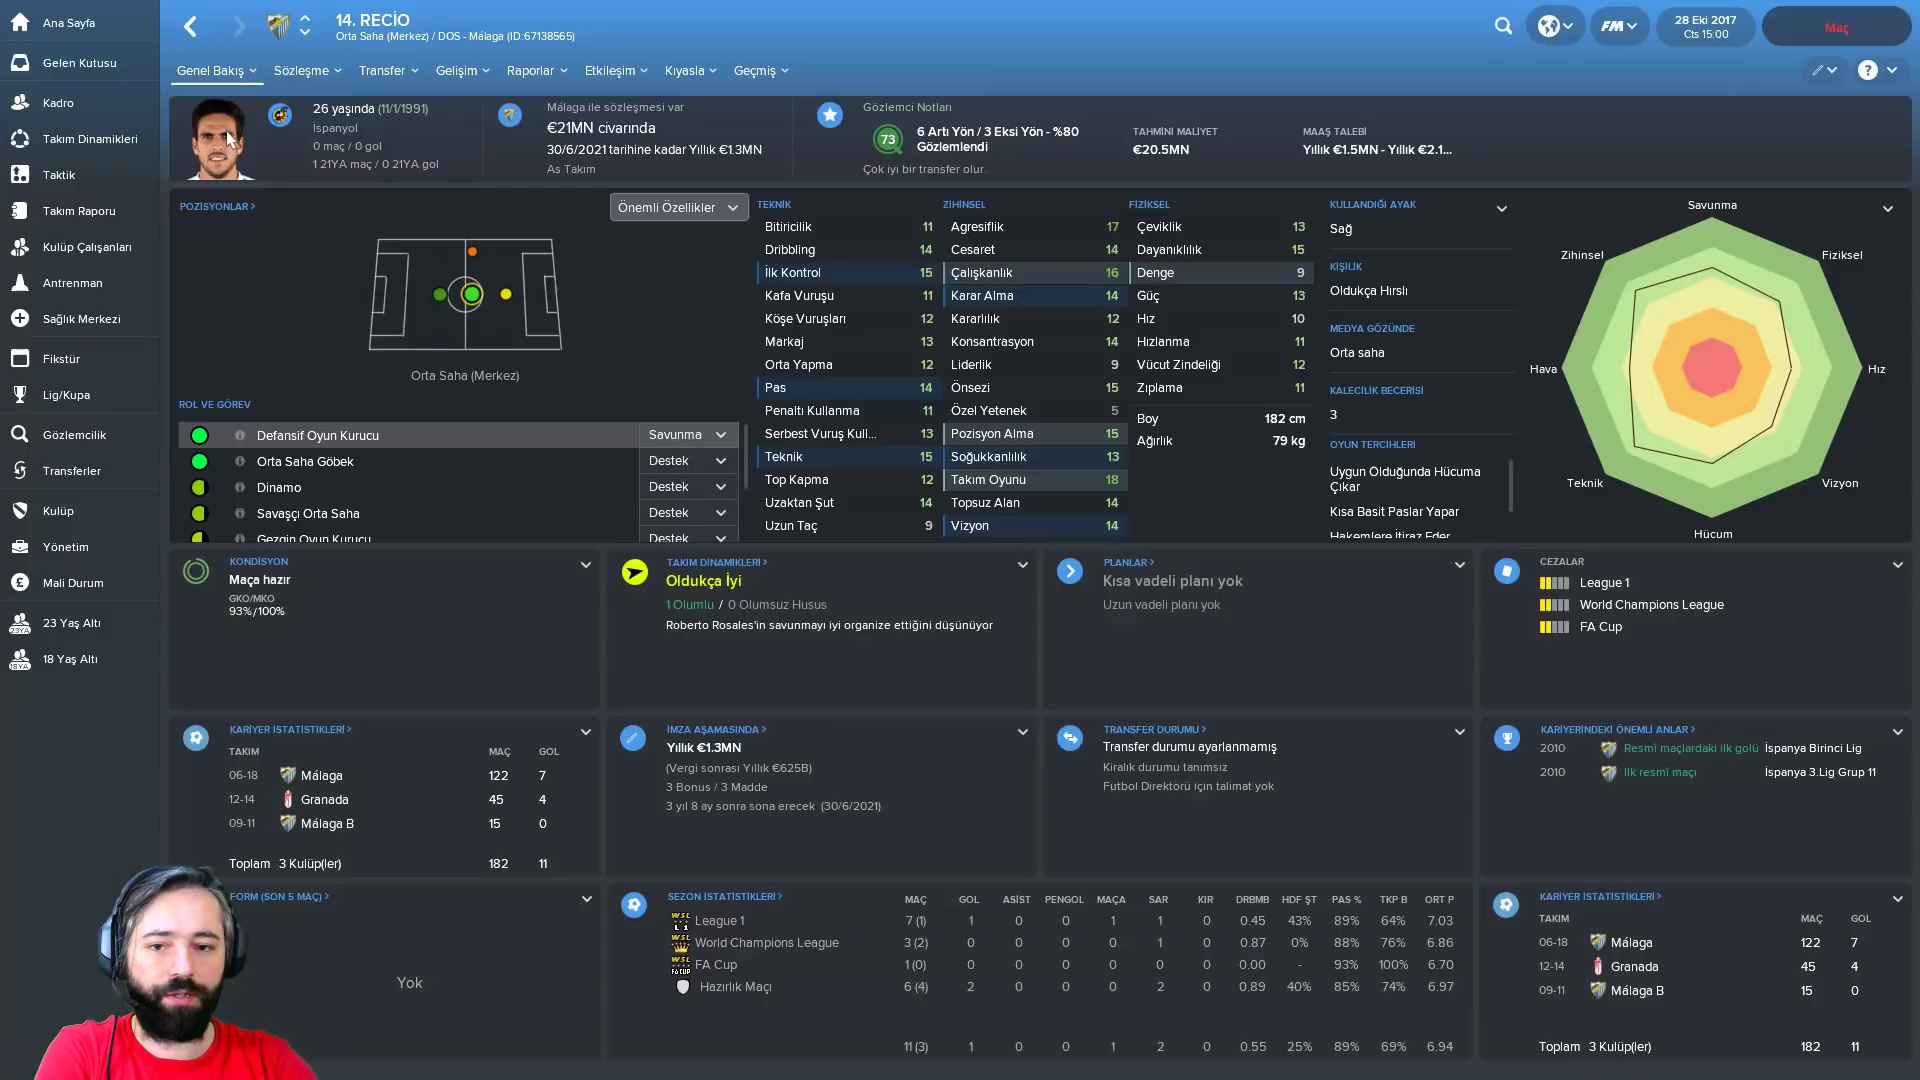 Ana Sayfa
Gelen Kutusu
Kadro
Takım Dinamikleri
Taktik
Takım Raporu
Kulüp Çalışanları
Antrenman
Sağlık Merkezi
Fikstür
Lig/Kupa
Gözlemcilik
Transferler
Kulüp
Yönetim
Mali Durum
23YA 23 Yaş Altı
18YA 18 Yaş Altı
14. RECİO
Orta Saha (Merkez) / DOS - Málaga (ID:67138565)
FM
28 Eki 2017
Cts 15:00
Maç
Genel Bakış Sözleşme Transfer Gelişim Raporlar Etkileşim Kıyasla Geçmiş
?
26 yaşında (11/1/1991)
İspanyol
0 maç / 0 gol
1 21YA maç / 0 21YA gol
Málaga ile sözleşmesi var
€21MN civarında
30/6/2021 tarihine kadar Yıllık €1.3MN
As Takım
Gözlemci Notları
73
6 Artı Yön / 3 Eksi Yön - %80
Gözlemlendi
Çok iyi bir transfer olur.
TAHMİNİ MALİYET
€20.5MN
MAAŞ TALEBİ
Yıllık €1.5MN - Yıllık €2.1...
POZİSYONLAR >
Önemli Özellikler
Orta Saha (Merkez)
ROL VE GÖREV
Defansif Oyun Kurucu Savunma
Orta Saha Göbek Destek
Dinamo Destek
Savaşçı Orta Saha Destek
Gezgin Oyun Kurucu Destek
TEKNİK
Bitiricilik 11
Dribbling 14
İlk Kontrol 15
Kafa Vuruşu 11
Köşe Vuruşları 12
Markaj 13
Orta Yapma 12
Pas 14
Penaltı Kullanma 11
Serbest Vuruş Kull... 13
Teknik 15
Top Kapma 12
Uzaktan Şut 14
Uzun Taç 9
ZİHİNSEL
Agresiflik 17
Cesaret 14
Çalışkanlık 16
Karar Alma 14
Kararlılık 12
Konsantrasyon 14
Liderlik 9
Önsezi 15
Özel Yetenek 5
Pozisyon Alma 15
Soğukkanlılık 13
Takım Oyunu 18
Topsuz Alan 14
Vizyon 14
FİZİKSEL
Çeviklik 13
Dayanıklılık 15
Denge 9
Güç 13
Hız 10
Hızlanma 11
Vücut Zindeliği 12
Zıplama 11
Boy 182 cm
Ağırlık 79 kg
KULLANDIĞI AYAK
Sağ
KİŞİLİK
Oldukça Hırslı
MEDYA GÖZÜNDE
Orta saha
KALECİLİK BECERİSİ
3
OYUN TERCİHLERİ
Uygun Olduğunda Hücuma
Çıkar
Kısa Basit Paslar Yapar
Hakemlere İtiraz Eder
Savunma
Zihinsel Fiziksel
Hava Hız
Teknik Vizyon
Hücum
KONDİSYON
Maça hazır
GKO/MKO
93%/100%
TAKIM DİNAMİKLERİ >
Oldukça İyi
1 Olumlu / 0 Olumsuz Husus
Roberto Rosales'in savunmayı iyi organize ettiğini düşünüyor
PLANLAR >
Kısa vadeli planı yok
Uzun vadeli planı yok
CEZALAR
League 1
World Champions League
FA Cup
KARİYER İSTATİSTİKLERİ >
TAKIM MAÇ GOL
06-18 Málaga 122 7
12-14 Granada 45 4
09-11 Málaga B 15 0
Toplam 3 Kulüp(ler) 182 11
İMZA AŞAMASINDA >
Yıllık €1.3MN
(Vergi sonrası Yıllık €625B)
3 Bonus / 3 Madde
3 yıl 8 ay sonra sona erecek (30/6/2021)
TRANSFER DURUMU >
Transfer durumu ayarlanmamış
Kiralık durumu tanımsız
Futbol Direktörü için talimat yok
KARİYERİNDEKİ ÖNEMLİ ANLAR >
2010 Resmî maçlardaki ilk golü İspanya Birinci Lig
2010 İlk resmî maçı İspanya 3.Lig Grup 11
FORM (SON 5 MAÇ) >
Yok
SEZON İSTATİSTİKLERİ >
MAÇ GOL ASİST PENGOL MAÇA SAR KIR DRBMB HDF ŞT PAS % TKP B ORT P
WSL L 1 League 1 7 (1) 1 0 0 1 1 0 0.45 43% 89% 64% 7.03
WSL World Champions League 3 (2) 0 0 0 0 1 0 0.87 0% 88% 76% 6.86
WSL FA CUP FA Cup 1 (0) 0 0 0 0 0 0 0.00 - 93% 100% 6.70
Hazırlık Maçı 6 (4) 2 0 0 0 2 0 0.89 40% 85% 74% 6.97
11 (3) 1 0 0 1 2 0 0.55 25% 89% 69% 6.94
KARİYER İSTATİSTİKLERİ >
TAKIM MAÇ GOL
06-18 Málaga 122 7
12-14 Granada 45 4
09-11 Málaga B 15 0
Toplam 3 Kulüp(ler) 182 11